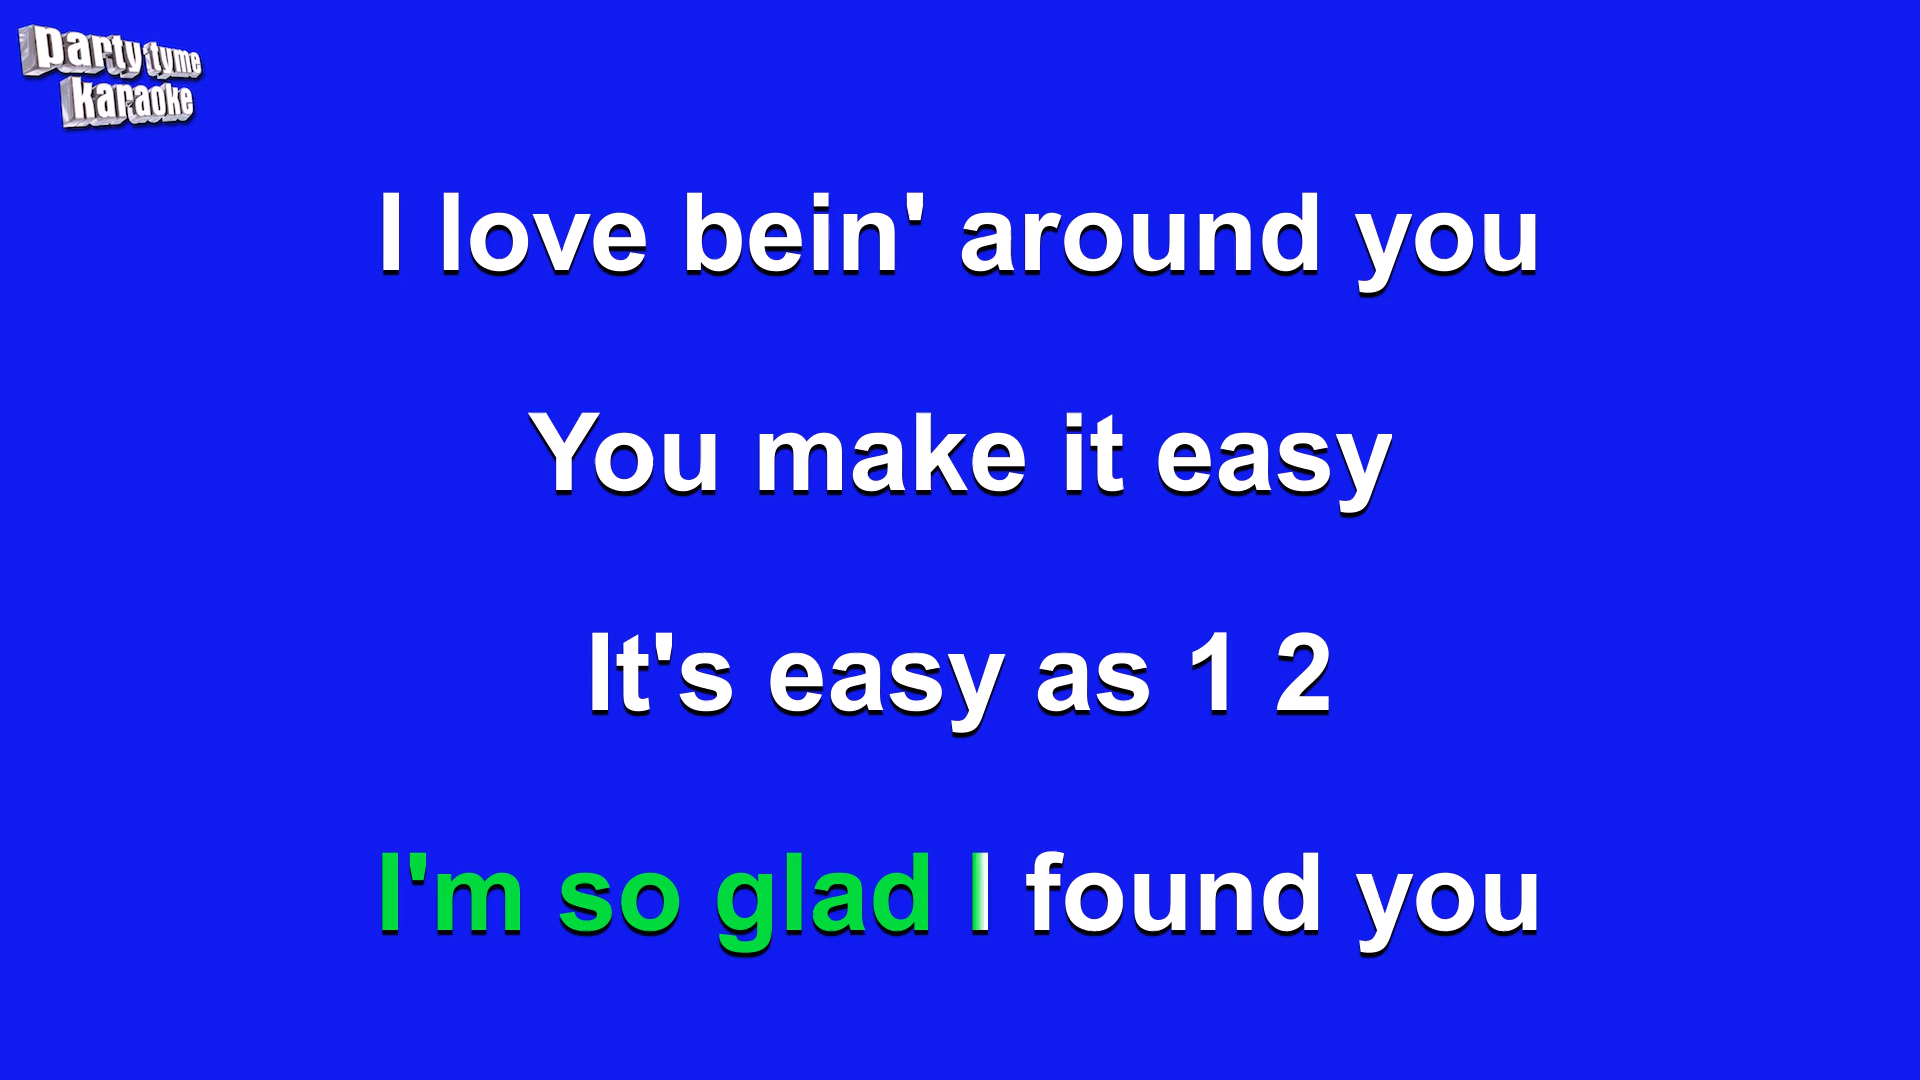 party tyme
karaoke
I love bein' around you
You make it easy
It's easy as 1 2
I'm so glad I found you